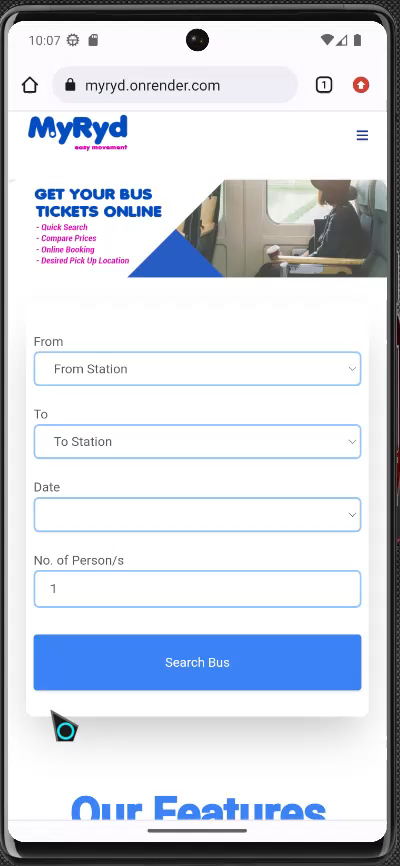 10:07
myryd.onrender.com
1
MyRyd
easy movement
GET YOUR BUS
TICKETS ONLINE
- Quick Search
- Compare Prices
- Online Booking
- Desired Pick Up Location
From
From Station
To
To Station
Date
No. of Person/s
1
Search Bus
Our Features